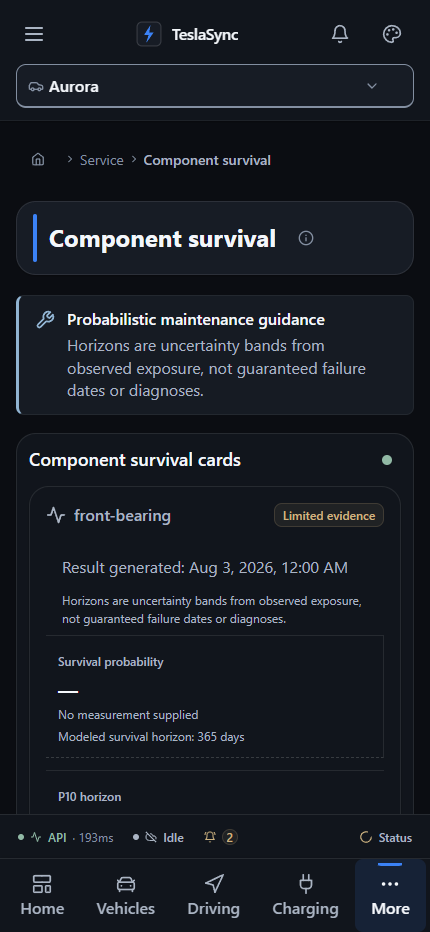 TeslaSync
Aurora
Service
Component survival
Component survival
Probabilistic maintenance guidance
Horizons are uncertainty bands from
observed exposure, not guaranteed failure
dates or diagnoses.
Component survival cards
front-bearing
Limited evidence
Result generated: Aug 3, 2026, 12:00 AM
Horizons are uncertainty bands from observed exposure,
not guaranteed failure dates or diagnoses.
Survival probability
—
No measurement supplied
Modeled survival horizon: 365 days
P10 horizon
API · 193ms
Idle
2
Status
Home
Vehicles
Driving
Charging
More